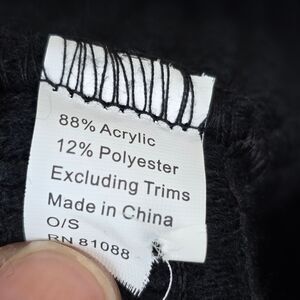 88% Acrylic
12% Polyester
Excluding Trims
Made in China
O/S
RN 81088